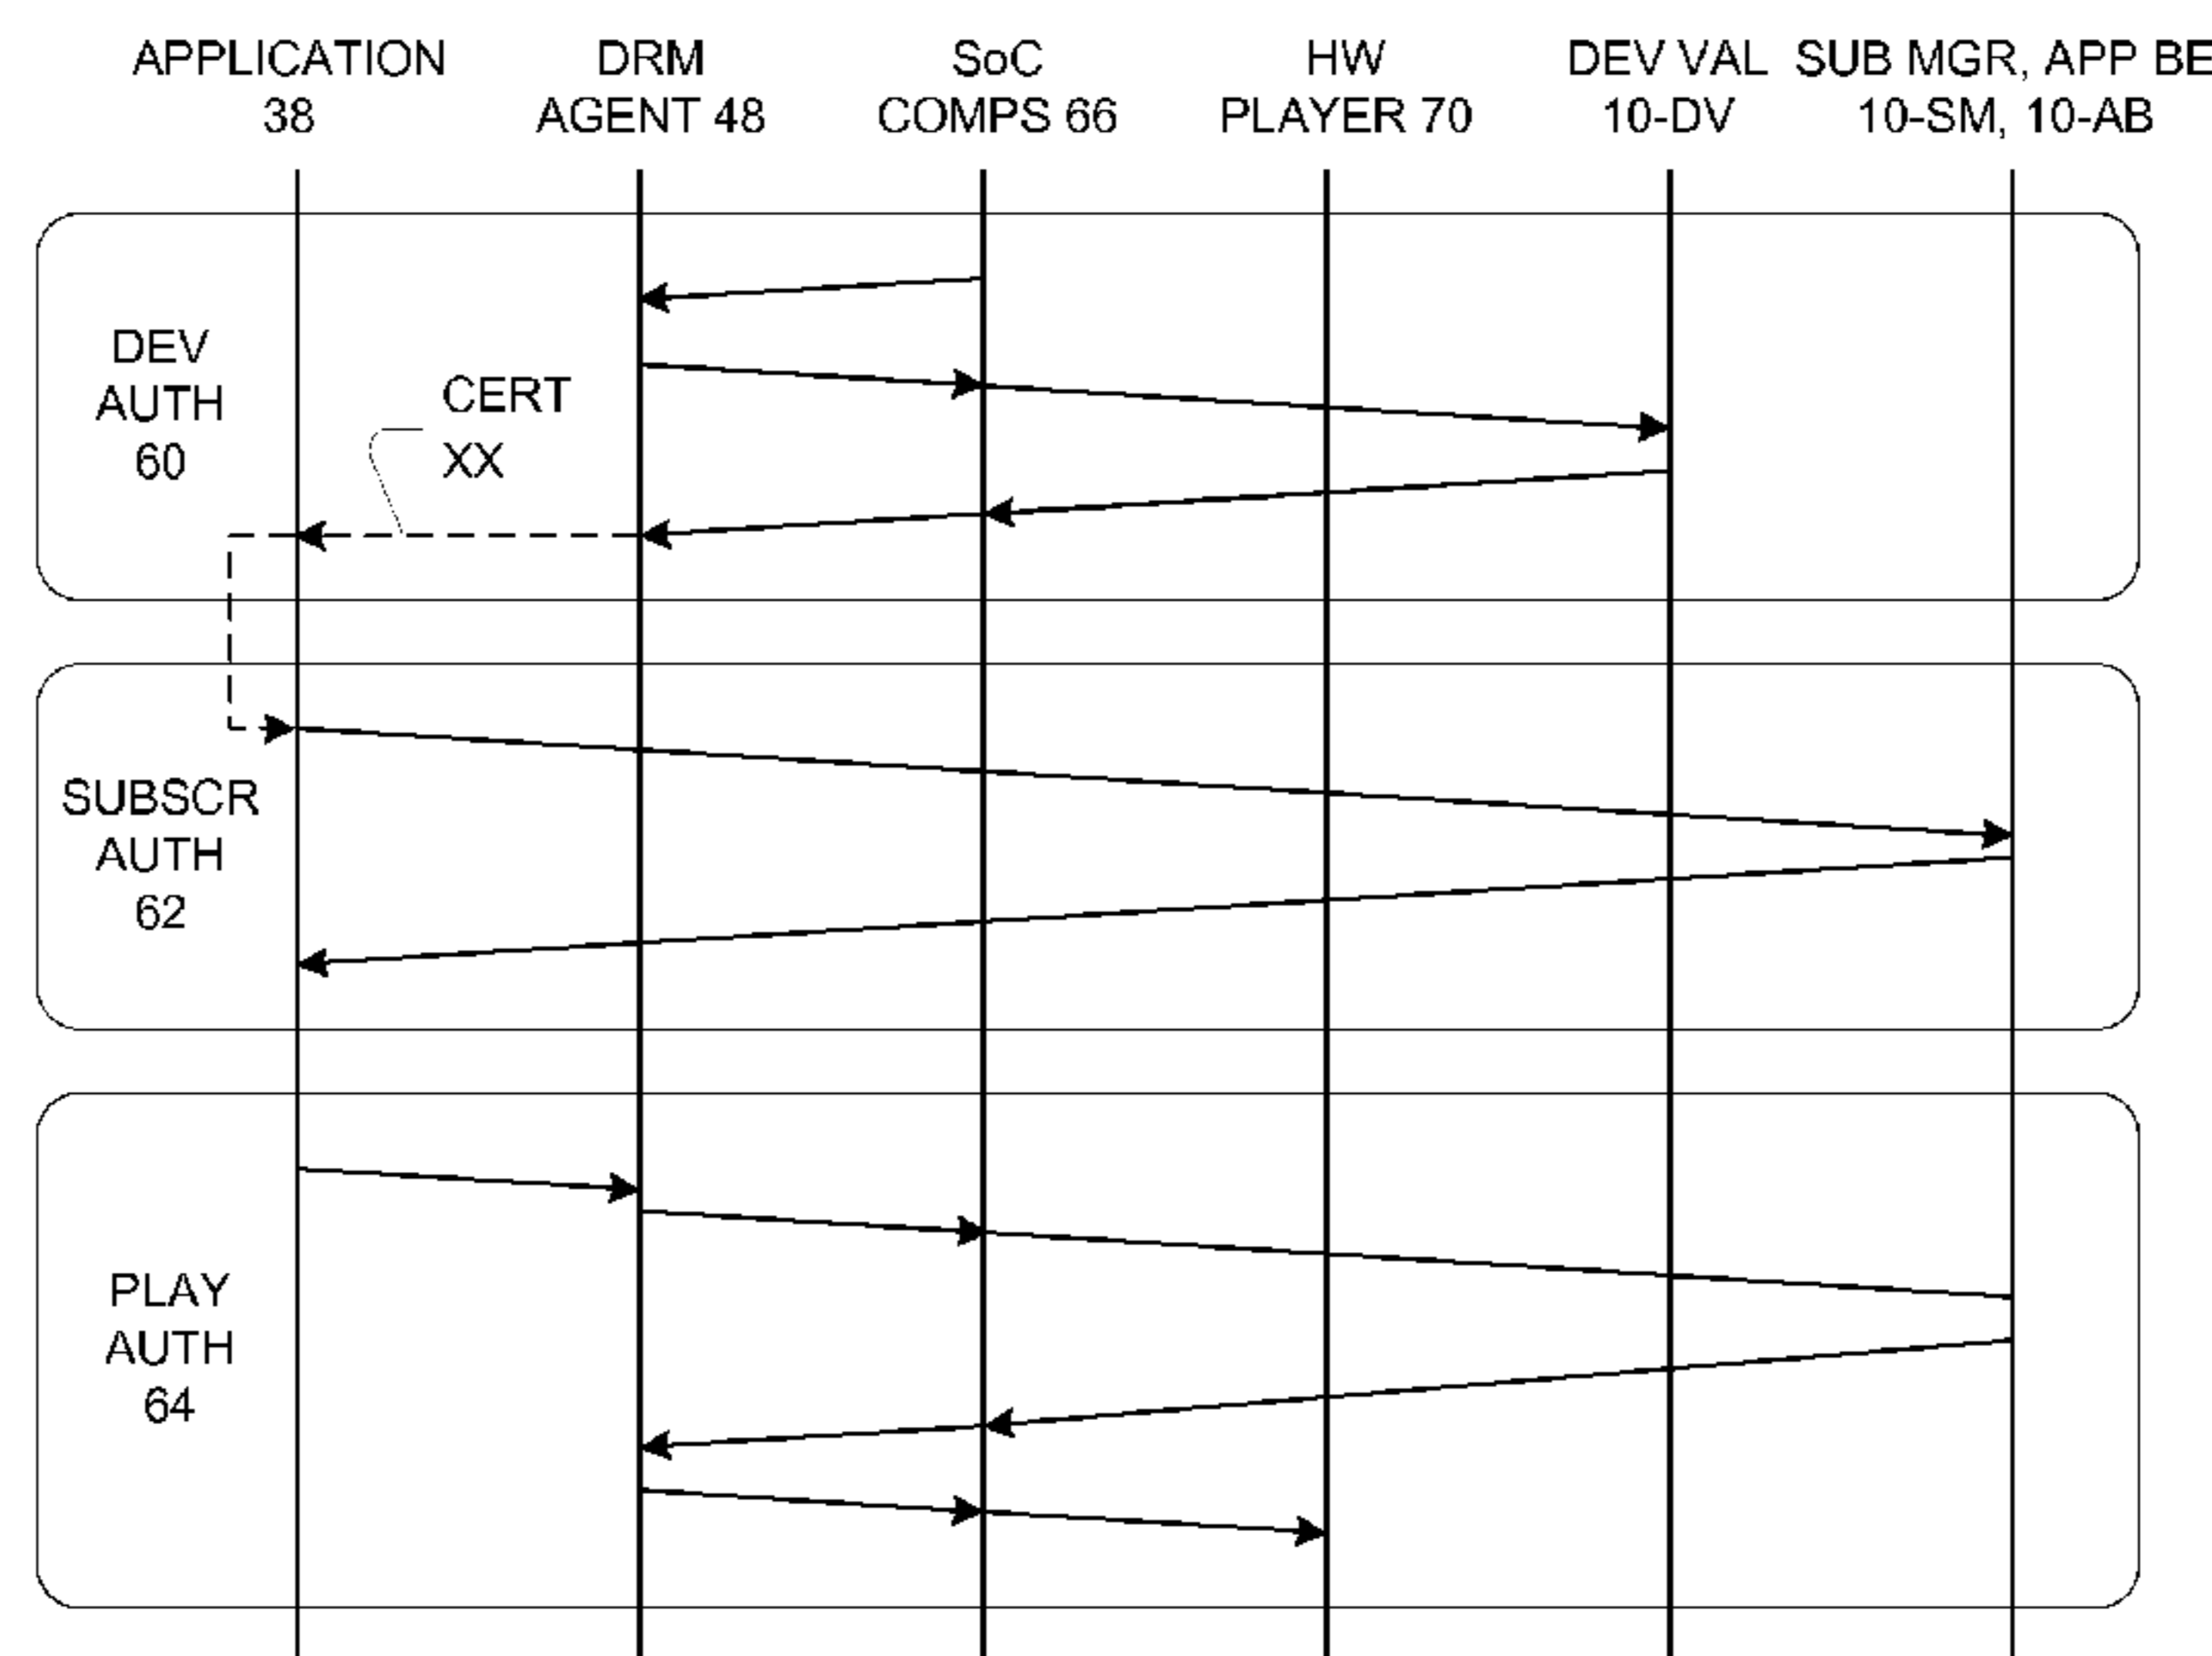 APPLICATION
38
DRM
AGENT 48
SoC
COMPS 66
HW
PLAYER 70
DEV VAL
10-DV
SUB MGR, APP BE
10-SM, 10-AB
DEV
AUTH
60
CERT
XX
SUBSCR
AUTH
62
PLAY
AUTH
64